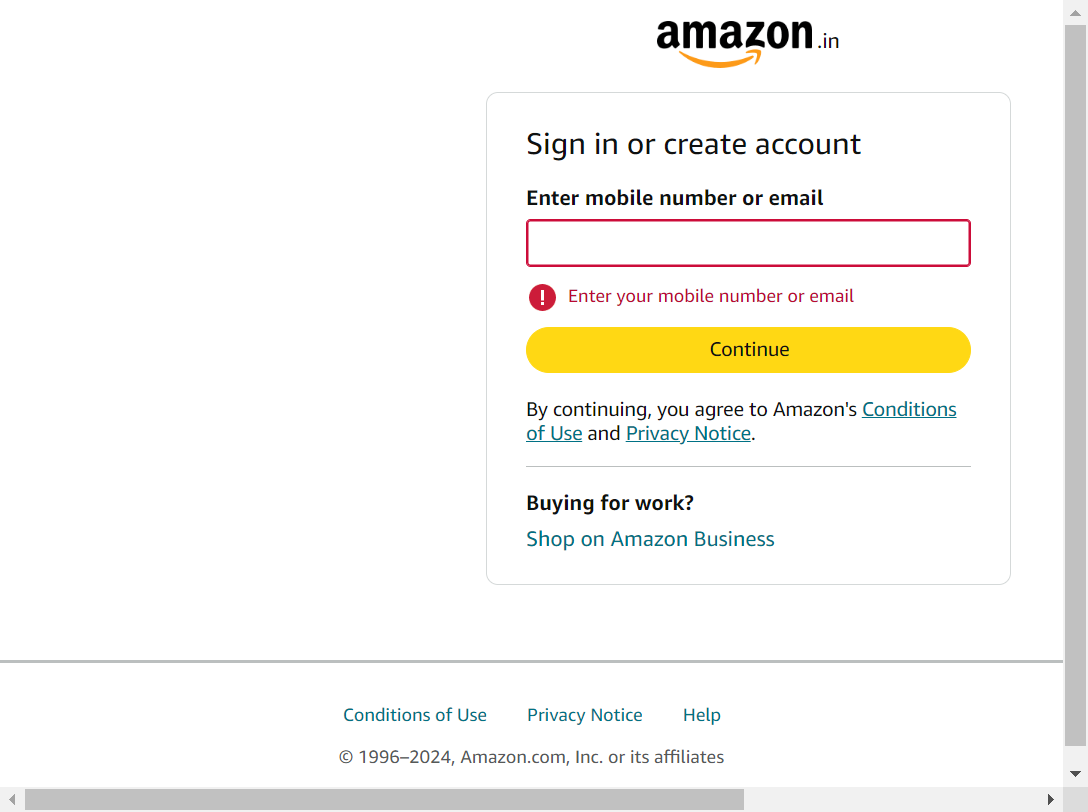 amazon.in
Sign in or create account
Enter mobile number or email
Enter your mobile number or email
Continue
By continuing, you agree to Amazon's Conditions
of Use and Privacy Notice.
Buying for work?
Shop on Amazon Business
Conditions of Use Privacy Notice Help
© 1996–2024, Amazon.com, Inc. or its affiliates